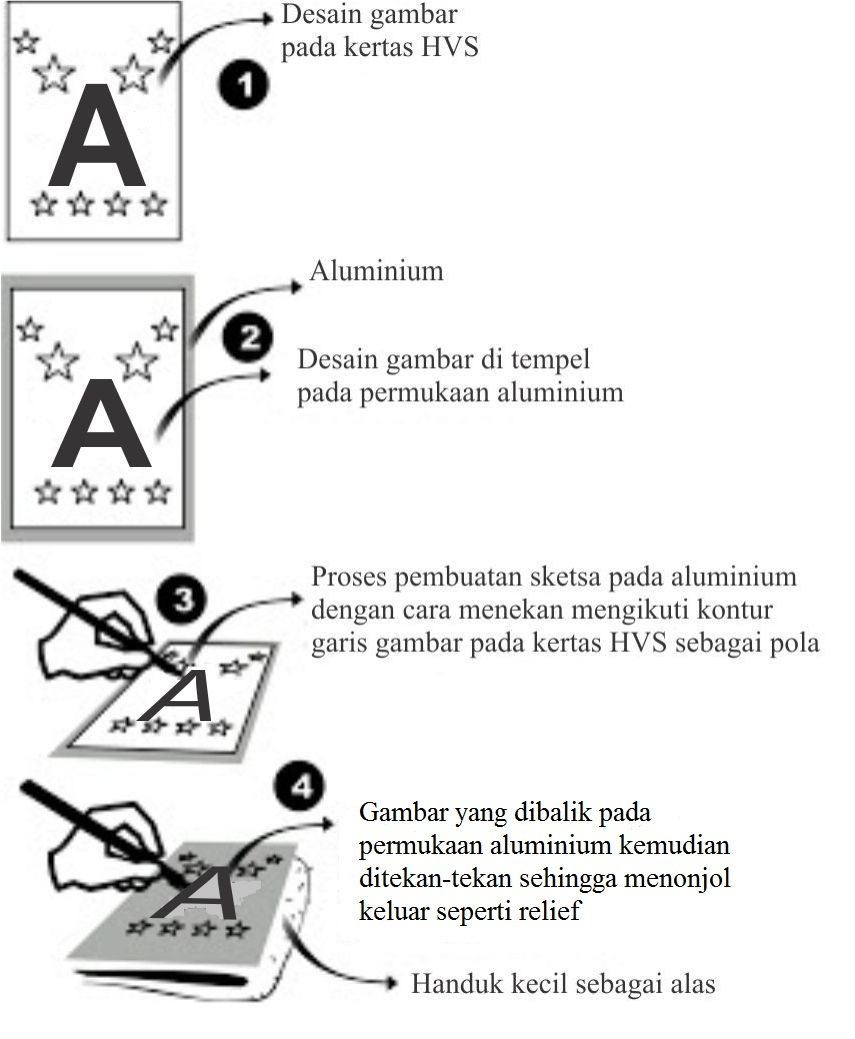 Desain gambar
pada kertas HVS
1
A
Aluminium
2
Desain gambar di tempel
pada permukaan aluminium
A
3
Proses pembuatan sketsa pada aluminium
dengan cara menekan mengikuti kontur
garis gambar pada kertas HVS sebagai pola
A
4
Gambar yang dibalik pada
permukaan aluminium kemudian
ditekan-tekan sehingga menonjol
keluar seperti relief
A
Handuk kecil sebagai alas